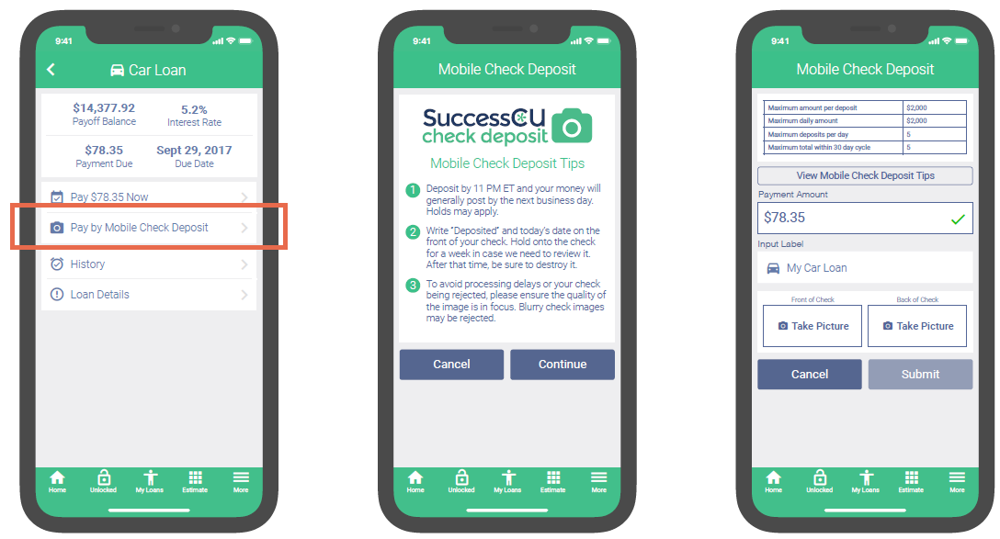 9:41
Car Loan
$14,377.92
Payoff Balance
5.2%
Interest Rate
$78.35
Payment Due
Sept 29, 2017
Due Date
Pay $78.35 Now
Pay by Mobile Check Deposit
History
Loan Details
Home
Unlocked
My Loans
Estimate
More
9:41
Mobile Check Deposit
SuccessCU
check deposit
Mobile Check Deposit Tips
1 Deposit by 11 PM ET and your money will
generally post by the next business day.
Holds may apply.
2 Write "Deposited" and today's date on the
front of your check. Hold onto the check
for a week in case we need to review it.
After that time, be sure to destroy it.
3 To avoid processing delays or your check
being rejected, please ensure the quality of
the image is in focus. Blurry check images
may be rejected.
Cancel
Continue
Home
Unlocked
My Loans
Estimate
More
9:41
Mobile Check Deposit
Maximum amount per deposit $2,000
Maximum daily amount $2,000
Maximum deposits per day 5
Maximum total within 30 day cycle 5
View Mobile Check Deposit Tips
Payment Amount
$78.35
Input Label
My Car Loan
Front of Check
Take Picture
Back of Check
Take Picture
Cancel
Submit
Home
Unlocked
My Loans
Estimate
More